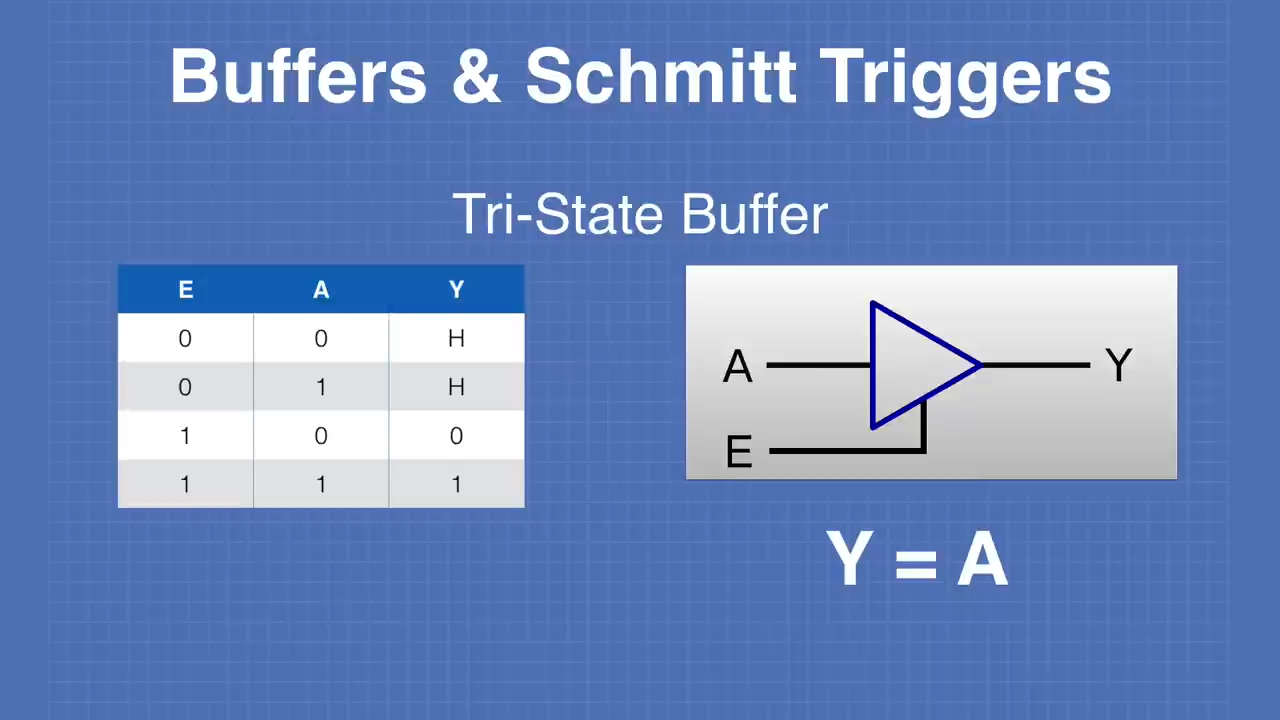 Buffers & Schmitt Triggers
Tri-State Buffer
E A Y
0 0 H
0 1 H
1 0 0
1 1 1
A Y
E
Y = A